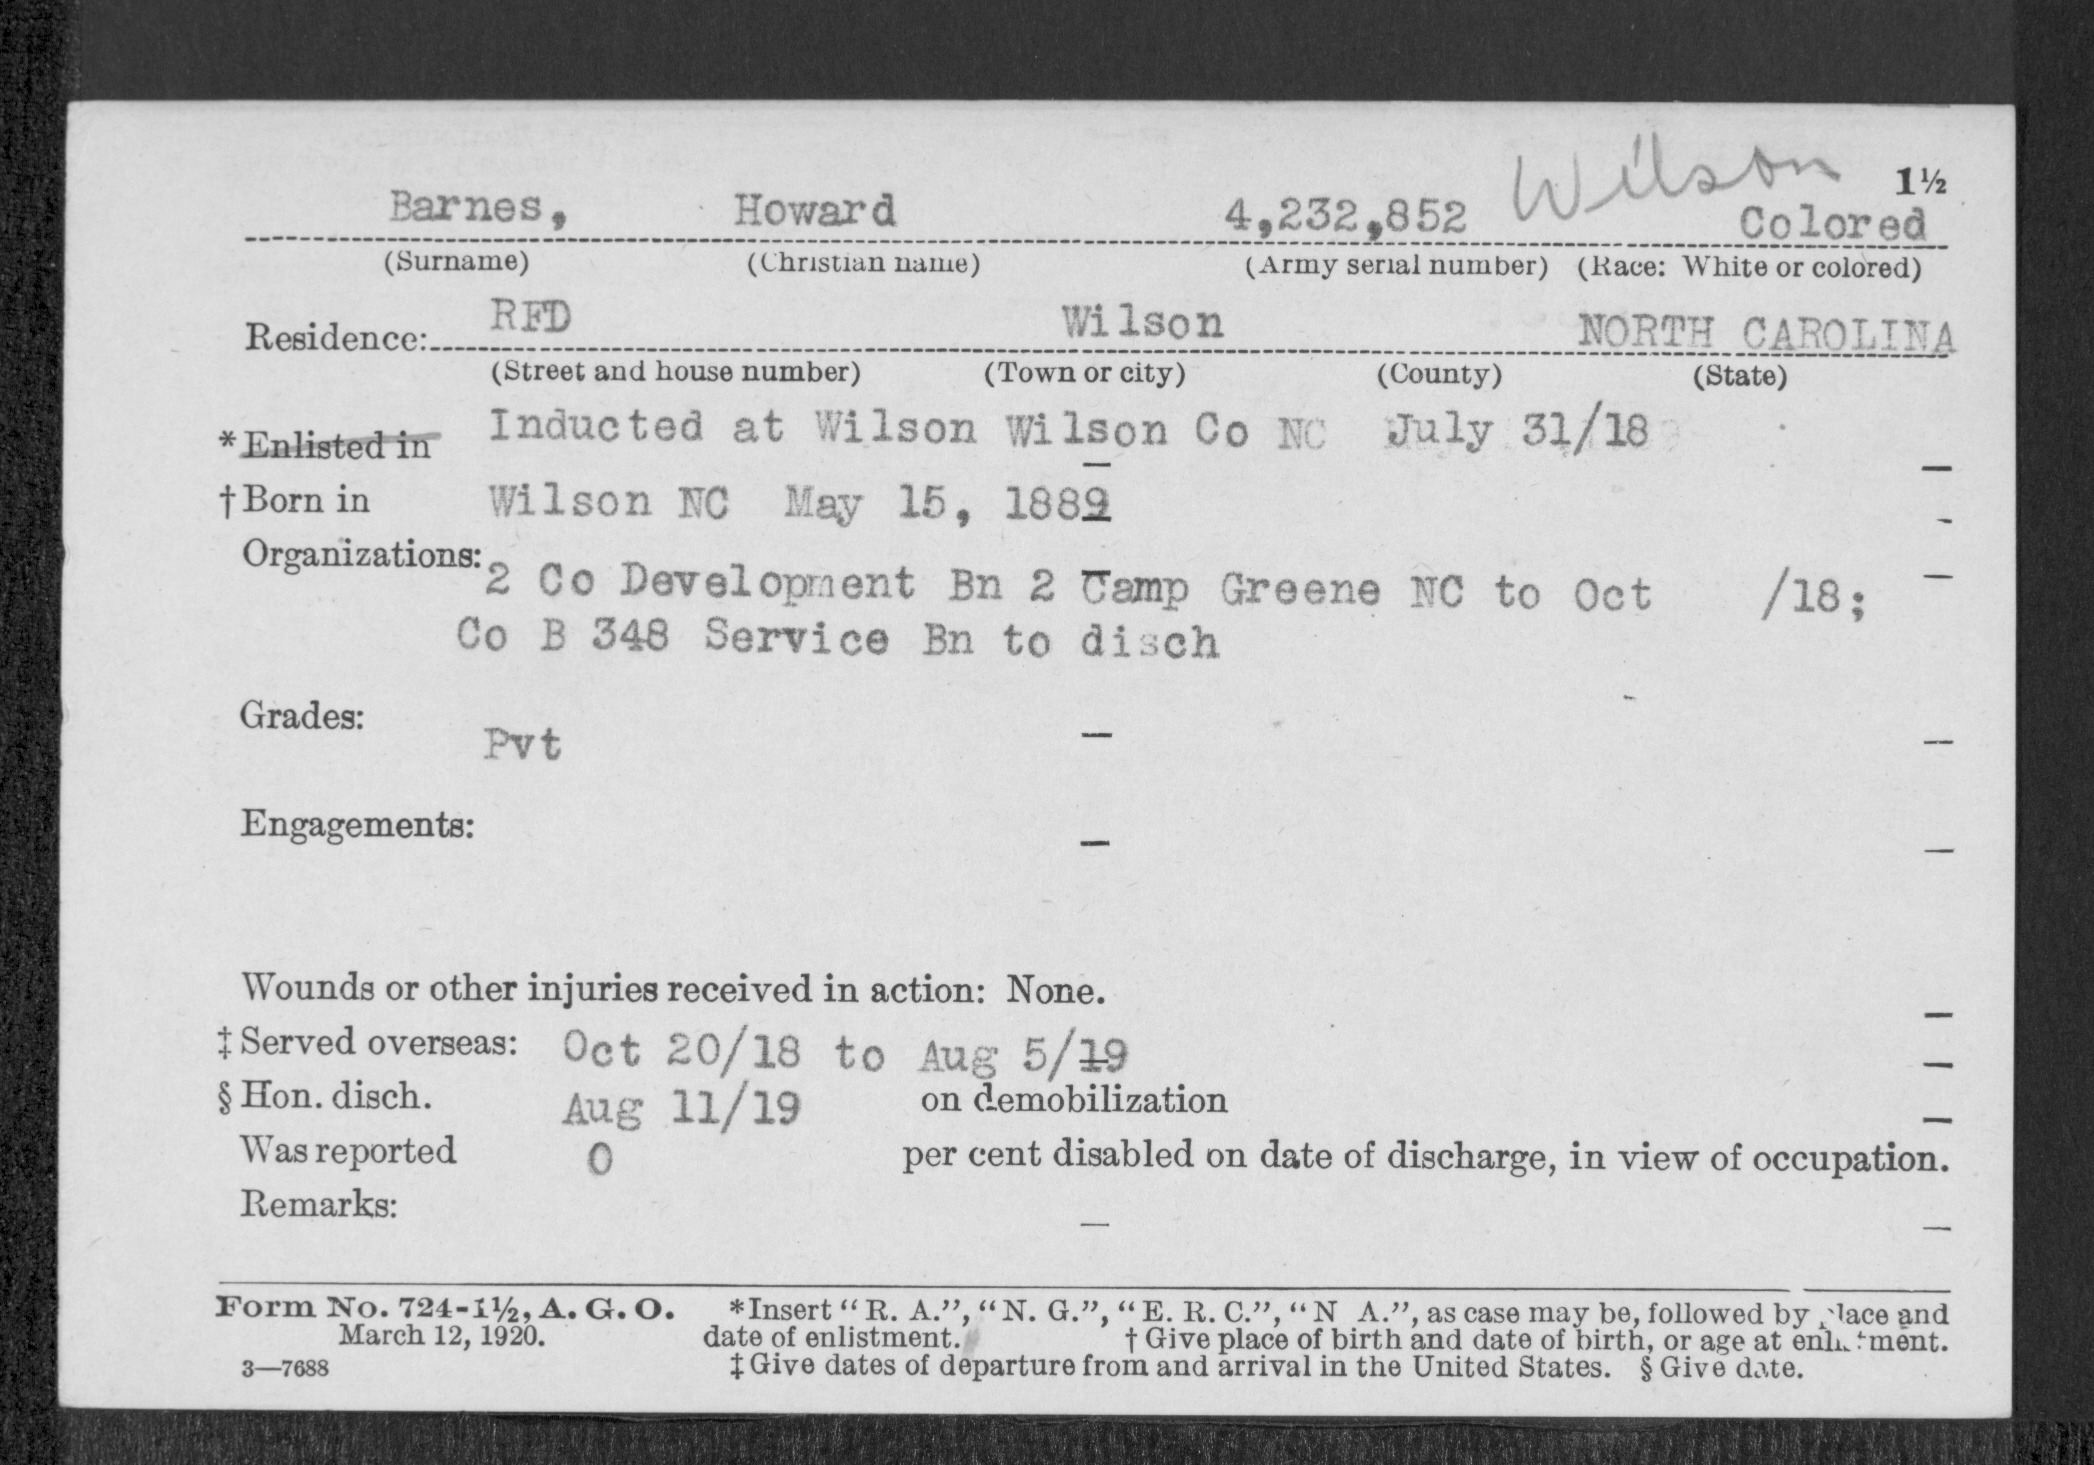 Wilson 1½
Barnes, Howard 4,232,852 Colored
(Surname) (Christian name) (Army serial number) (Race: White or colored)
Residence: RFD Wilson NORTH CAROLINA
(Street and house number) (Town or city) (County) (State)
*Enlisted in Inducted at Wilson Wilson Co NC July 31/18
†Born in Wilson NC May 15, 1889
Organizations: 2 Co Development Bn 2 Camp Greene NC to Oct /18;
Co B 348 Service Bn to disch
Grades: Pvt
Engagements:
Wounds or other injuries received in action: None.
‡Served overseas: Oct 20/18 to Aug 5/19
§Hon. disch. Aug 11/19 on demobilization
Was reported 0 per cent disabled on date of discharge, in view of occupation.
Remarks:
Form No. 724-1½, A. G. O. *Insert "R. A.", "N. G.", "E. R. C.", "N A.", as case may be, followed by place and
March 12, 1920. date of enlistment. †Give place of birth and date of birth, or age at enlistment.
3—7688 ‡Give dates of departure from and arrival in the United States. §Give date.